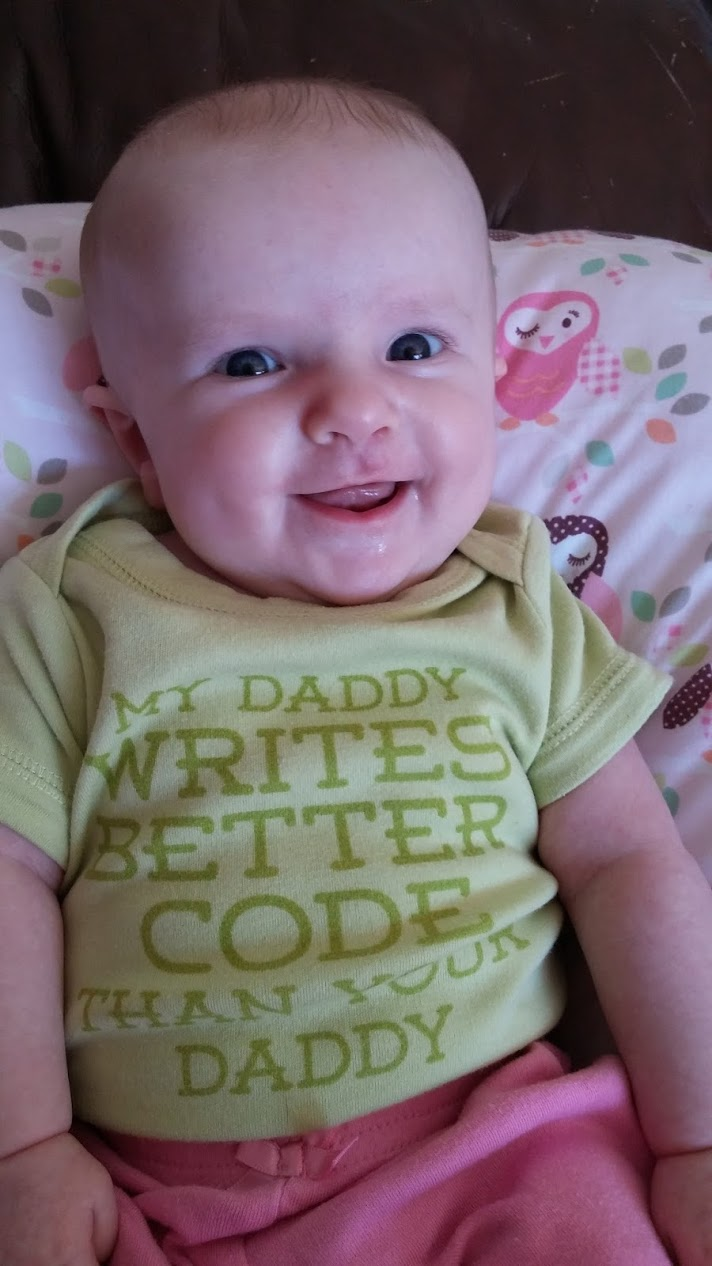 MY DADDY
WRITES
BETTER
CODE
THAN YOUR
DADDY